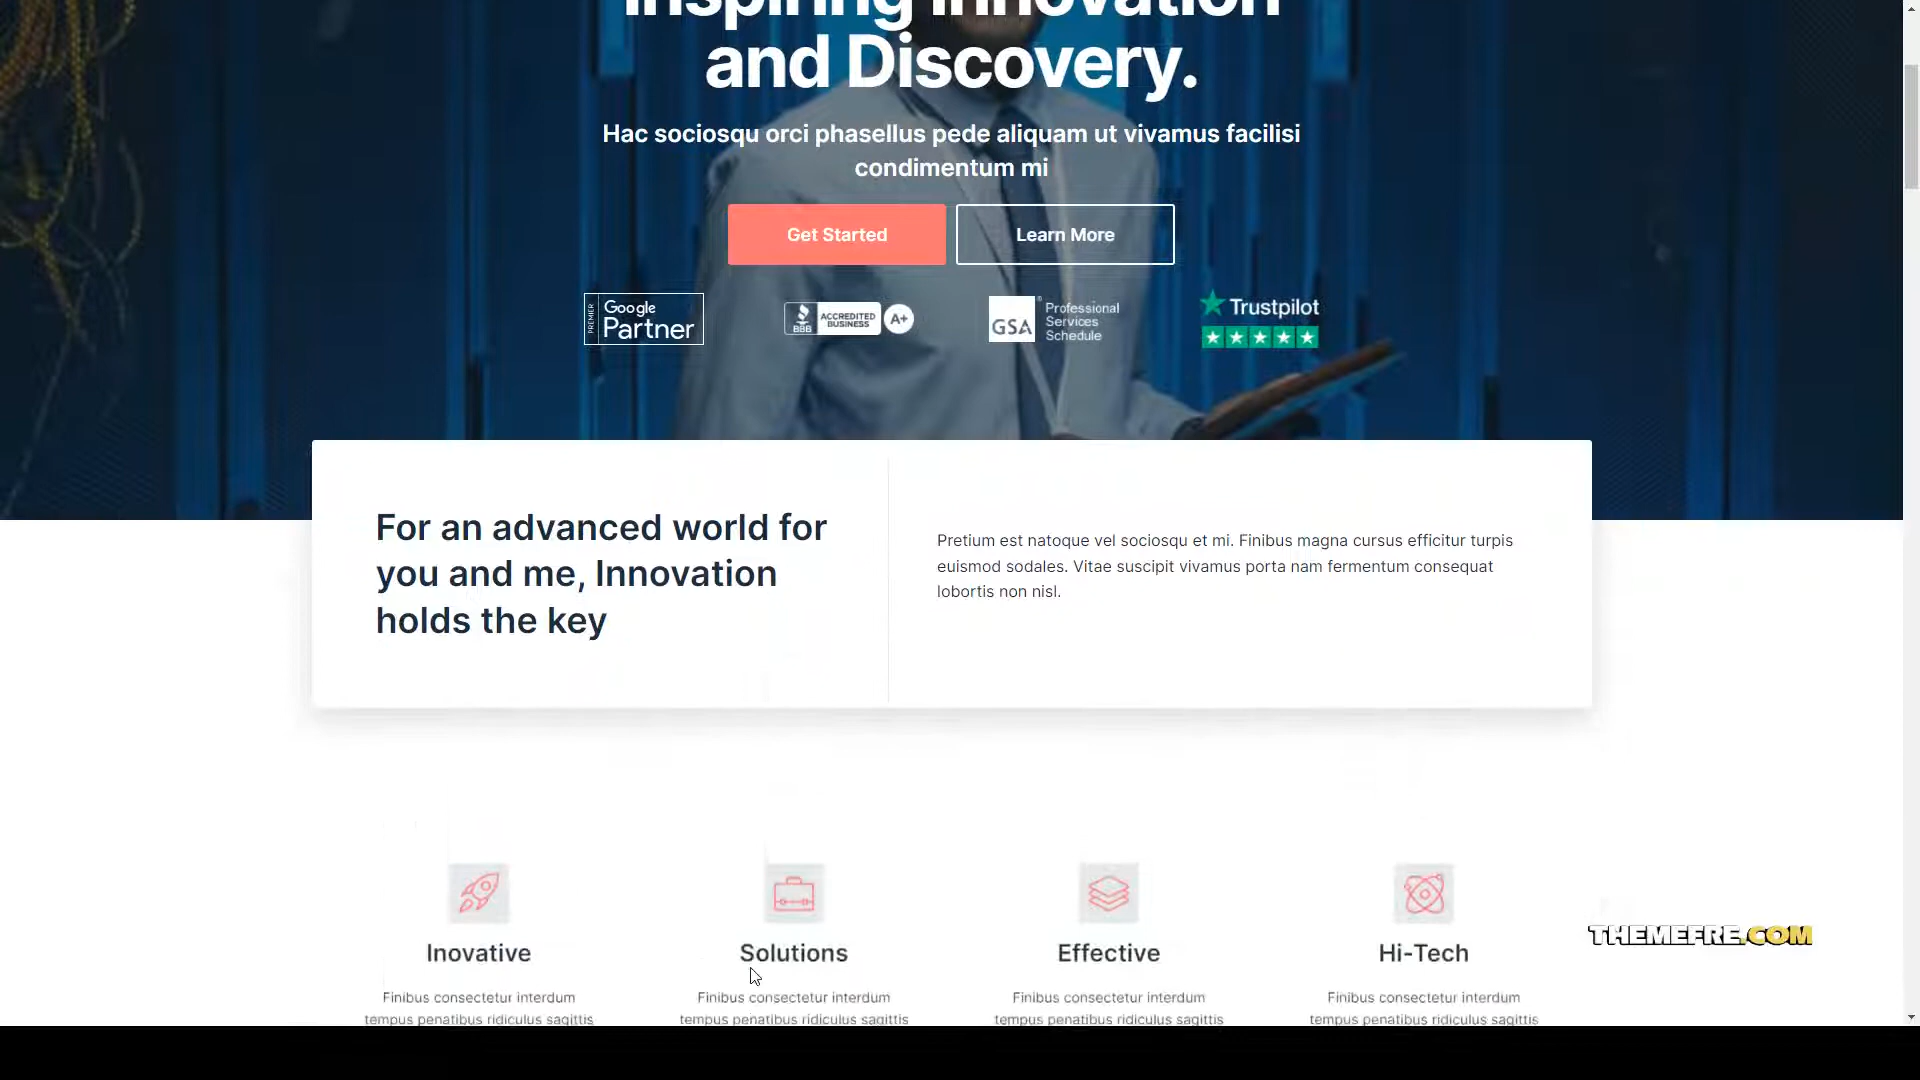 Inspiring Innovation
and Discovery.
Hac sociosqu orci phasellus pede aliquam ut vivamus facilisi
condimentum mi
Get Started
Learn More
PREMIER
Google
Partner
BBB
ACCREDITED
BUSINESS
A+
GSA
®
Professional
Services
Schedule
Trustpilot
For an advanced world for
you and me, Innovation
holds the key
Pretium est natoque vel sociosqu et mi. Finibus magna cursus efficitur turpis
euismod sodales. Vitae suscipit vivamus porta nam fermentum consequat
lobortis non nisl.
Inovative
Solutions
Effective
Hi-Tech
THEMEFRE.COM
Finibus consectetur interdum
tempus penatibus ridiculus sagittis
Finibus consectetur interdum
tempus penatibus ridiculus sagittis
Finibus consectetur interdum
tempus penatibus ridiculus sagittis
Finibus consectetur interdum
tempus penatibus ridiculus sagittis